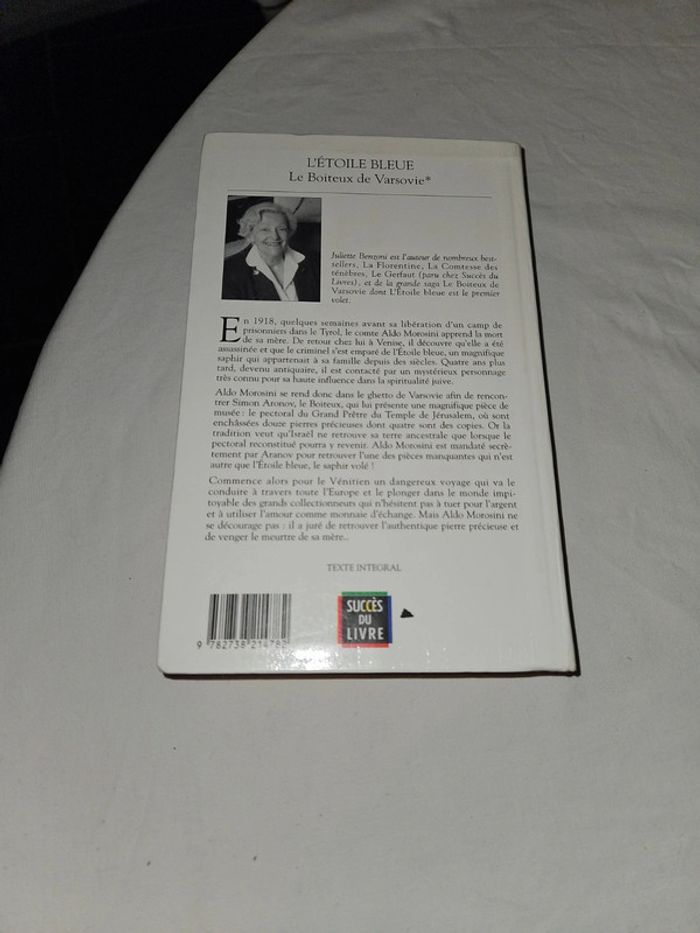 L'ÉTOILE BLEUE
Le Boiteux de Varsovie*
Juliette Benzoni est l'auteur de nombreux best-
sellers, La Florentine, La Comtesse des
ténèbres, Le Gerfaut (paru chez Succès du
Livres), et de la grande saga Le Boiteux de
Varsovie dont L'Étoile bleue est le premier
volet.
En 1918, quelques semaines avant sa libération d'un camp de
prisonniers dans le Tyrol, le comte Aldo Morosini apprend la mort
de sa mère. De retour chez lui à Venise, il découvre qu'elle a été
assassinée et que le criminel s'est emparé de l'Étoile bleue, un magnifique
saphir qui appartenait à sa famille depuis des siècles. Quatre ans plus
tard, devenu antiquaire, il est contacté par un mystérieux personnage
très connu pour sa haute influence dans la spiritualité juive.
Aldo Morosini se rend donc dans le ghetto de Varsovie afin de rencon-
trer Simon Aronov, le Boiteux, qui lui présente une magnifique pièce de
musée : le pectoral du Grand Prêtre du Temple de Jérusalem, où sont
enchâssées douze pierres précieuses dont quatre sont des copies. Or la
tradition veut qu'Israël ne retrouve sa terre ancestrale que lorsque le
pectoral reconstitué pourra y revenir. Aldo Morosini est mandaté secrè-
tement par Aranov pour retrouver l'une des pièces manquantes qui n'est
autre que l'Étoile bleue, le saphir volé !
Commence alors pour le Vénitien un dangereux voyage qui va le
conduire à travers toute l'Europe et le plonger dans le monde impi-
toyable des grands collectionneurs qui n'hésitent pas à tuer pour l'argent
et à utiliser l'amour comme monnaie d'échange. Mais Aldo Morosini ne
se décourage pas : il a juré de retrouver l'authentique pierre précieuse et
de venger le meurtre de sa mère..
TEXTE INTEGRAL
SUCCÈS
DU
LIVRE
9 782738 214782